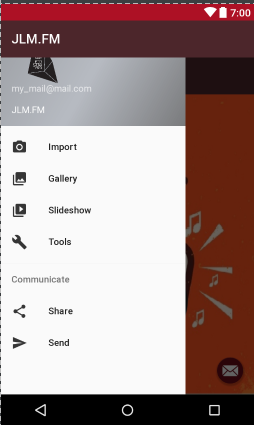 7:00
JLM.FM
my_mail@mail.com
JLM.FM
Import
Gallery
Slideshow
Tools
Communicate
Share
Send